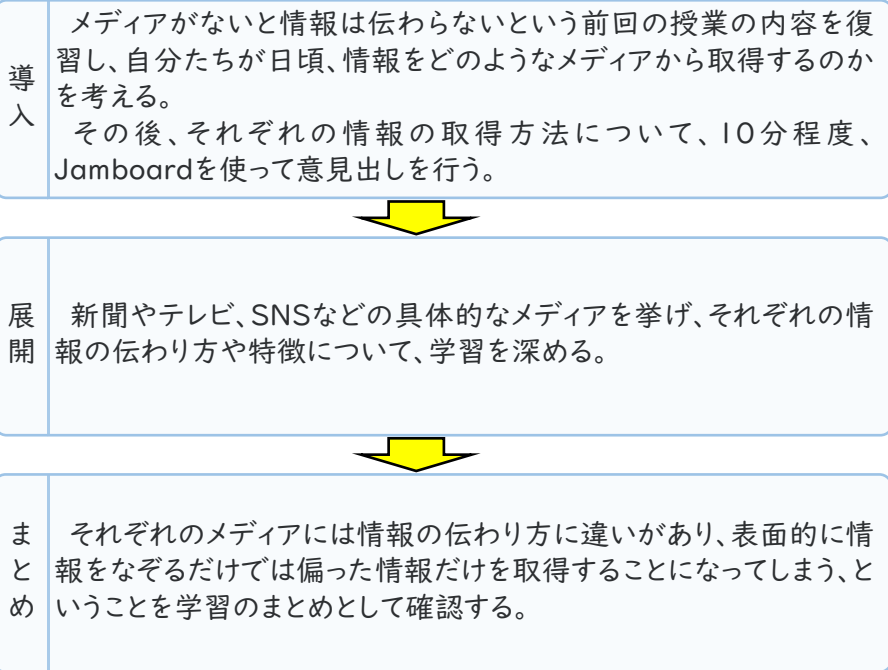 導入
メディアがないと情報は伝わらないという前回の授業の内容を復
習し、自分たちが日頃、情報をどのようなメディアから取得するのか
を考える。
その後、それぞれの情報の取得方法について、10分程度、
Jamboardを使って意見出しを行う。
展開
新聞やテレビ、SNSなどの具体的なメディアを挙げ、それぞれの情
報の伝わり方や特徴について、学習を深める。
まとめ
それぞれのメディアには情報の伝わり方に違いがあり、表面的に情
報をなぞるだけでは偏った情報だけを取得することになってしまう、と
いうことを学習のまとめとして確認する。